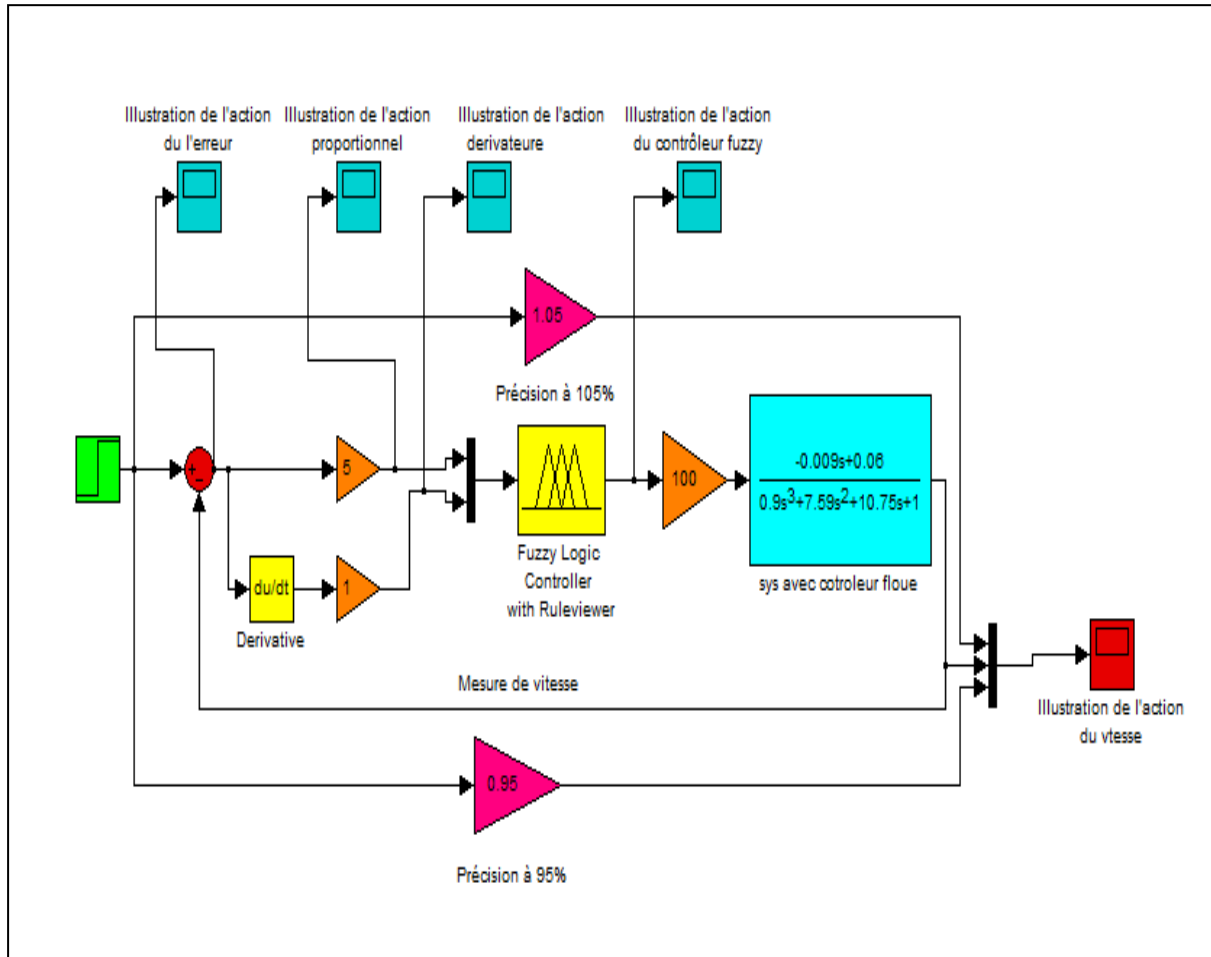 Illustration de l'action
du l'erreur
Illustration de l'action
proportionnel
Illustration de l'action
derivateure
Illustration de l'action
du contrôleur fuzzy
1.05
Précision à 105%
+
-
5
100
-0.009s+0.06
0.9s³+7.59s²+10.75s+1
Fuzzy Logic
Controller
with Ruleviewer
sys avec cotroleur floue
du/dt
1
Derivative
Mesure de vitesse
Illustration de l'action
du vtesse
0.95
Précision à 95%